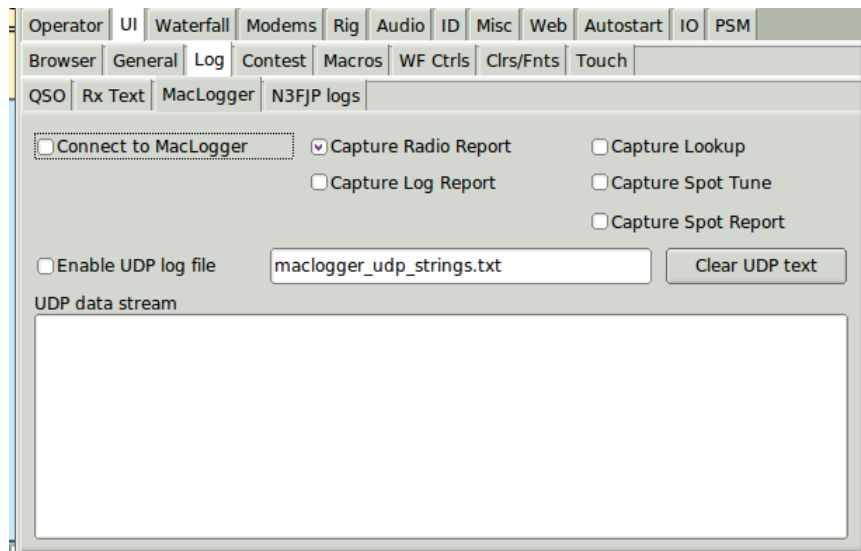 Operator UI Waterfall Modems Rig Audio ID Misc Web Autostart IO PSM
Browser General Log Contest Macros WF Ctrls Clrs/Fnts Touch
QSO Rx Text MacLogger N3FJP logs
Connect to MacLogger Capture Radio Report Capture Lookup
Capture Log Report Capture Spot Tune
Capture Spot Report
Enable UDP log file maclogger_udp_strings.txt Clear UDP text
UDP data stream